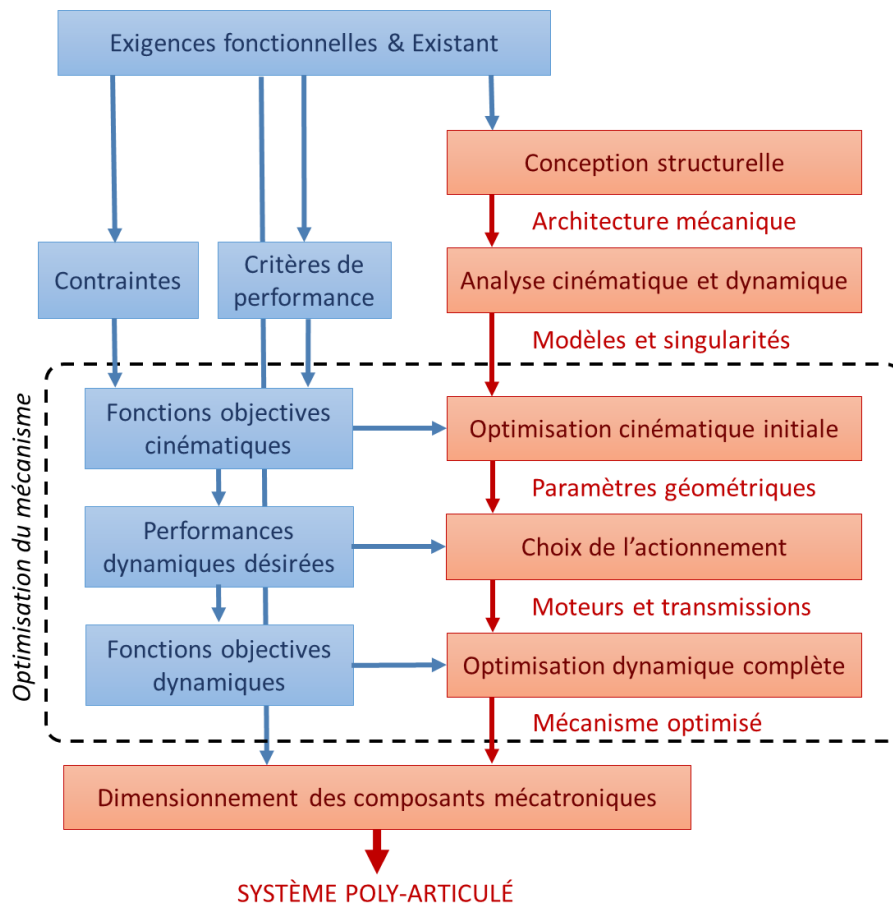 Exigences fonctionnelles & Existant
Conception structurelle
Architecture mécanique
Contraintes
Critères de
performance
Analyse cinématique et dynamique
Modèles et singularités
Optimisation du mécanisme
Fonctions objectives
cinématiques
Optimisation cinématique initiale
Paramètres géométriques
Performances
dynamiques désirées
Choix de l'actionnement
Moteurs et transmissions
Fonctions objectives
dynamiques
Optimisation dynamique complète
Mécanisme optimisé
Dimensionnement des composants mécatroniques
SYSTÈME POLY-ARTICULÉ